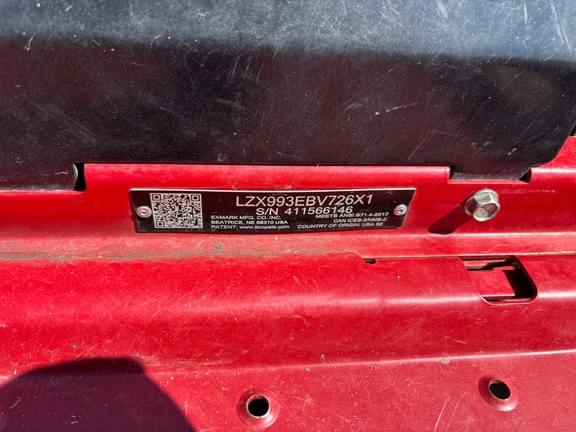 LZX993EBV726X1
S/N 411566146
EXMARK MFG. CO. INC.
MEETS ANSI B71.4-2017
BEATRICE, NE 68310 USA
CAN ICES-2/NMB-2
PATENT: www.ttcopats.com
COUNTRY OF ORIGIN: USA BE